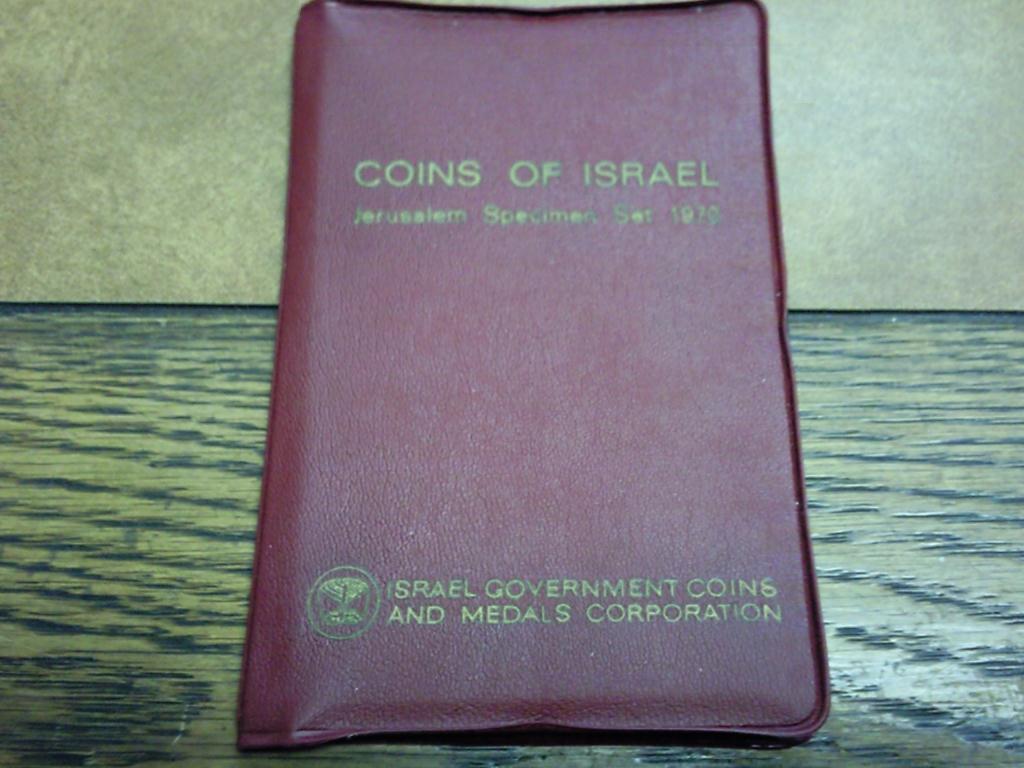 COINS OF ISRAEL
Jerusalem Specimen Set 1970
ISRAEL GOVERNMENT COINS
AND MEDALS CORPORATION